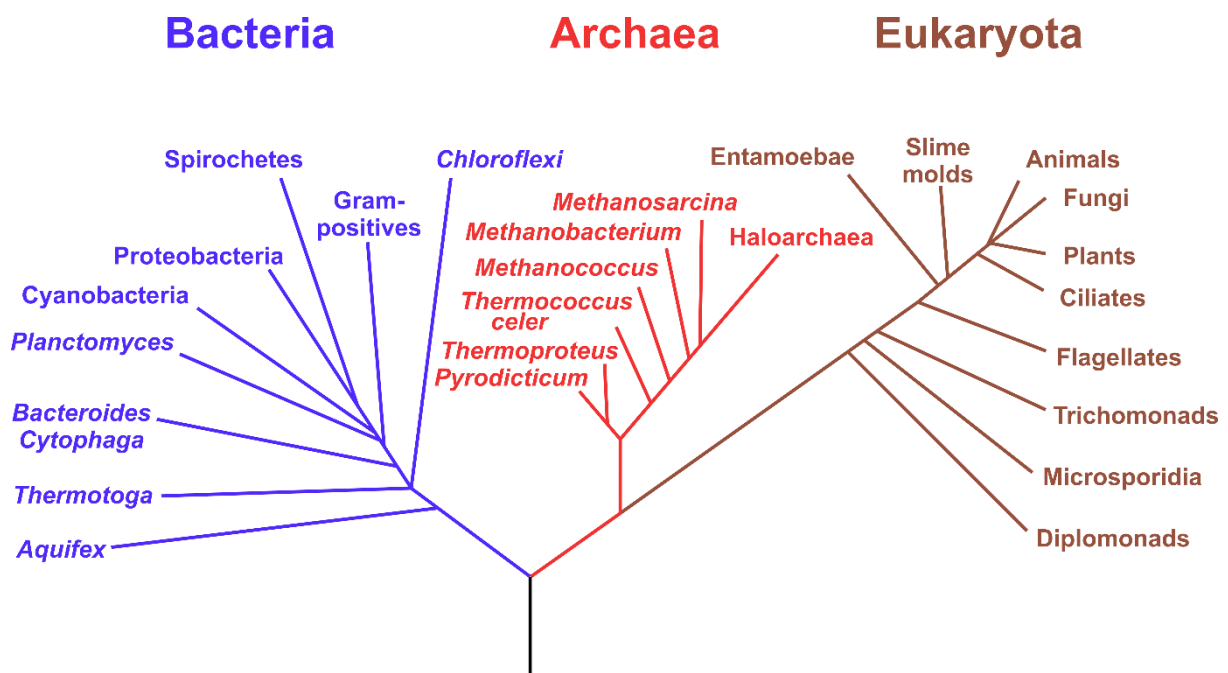 Bacteria
Archaea
Eukaryota
Spirochetes
Chloroflexi
Gram-
positives
Proteobacteria
Cyanobacteria
Planctomyces
Bacteroides
Cytophaga
Thermotoga
Aquifex
Methanosarcina
Methanobacterium
Haloarchaea
Methanococcus
Thermococcus
celer
Thermoproteus
Pyrodicticum
Entamoebae
Slime
molds
Animals
Fungi
Plants
Ciliates
Flagellates
Trichomonads
Microsporidia
Diplomonads